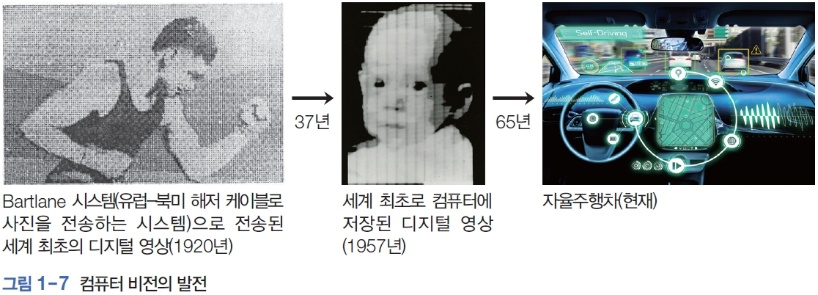 Self-Driving
37년
65년
Bartlane 시스템(유럽–북미 해저 케이블로
사진을 전송하는 시스템)으로 전송된
세계 최초의 디지털 영상(1920년)
세계 최초로 컴퓨터에
저장된 디지털 영상
(1957년)
자율주행차(현재)
그림 1-7 컴퓨터 비전의 발전